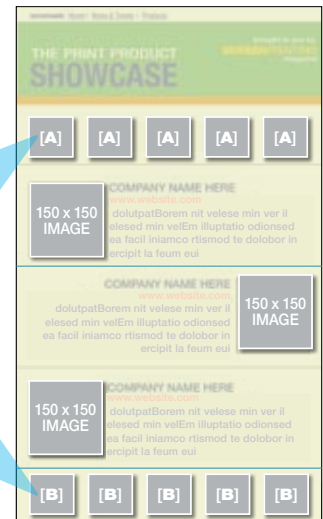 THE PRINT PRODUCT
SHOWCASE
[A] [A] [A] [A] [A]
COMPANY NAME HERE
www.website.com
150 x 150
IMAGE
dolutpatBorem nit velese min ver il
elesed min velEm illuptatio odionsed
ea facil iniamco rtismod te dolobor in
ercipit la feum eui
COMPANY NAME HERE
www.website.com
150 x 150
IMAGE
dolutpatBorem nit velese min ver il
elesed min velEm illuptatio odionsed
ea facil iniamco rtismod te dolobor in
ercipit la feum eui
COMPANY NAME HERE
www.website.com
150 x 150
IMAGE
dolutpatBorem nit velese min ver il
elesed min velEm illuptatio odionsed
ea facil iniamco rtismod te dolobor in
ercipit la feum eui
[B] [B] [B] [B] [B]